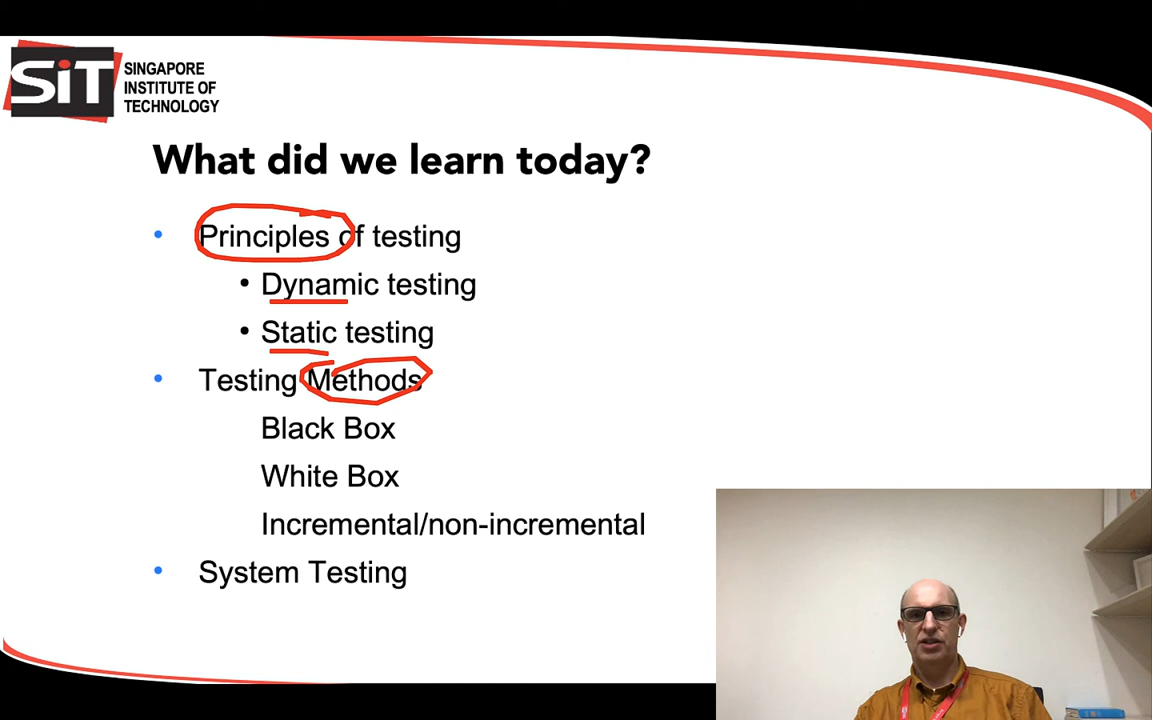 SiT
SINGAPORE
INSTITUTE OF
TECHNOLOGY
What did we learn today?
• Principles of testing
• Dynamic testing
• Static testing
• Testing Methods
Black Box
White Box
Incremental/non-incremental
• System Testing